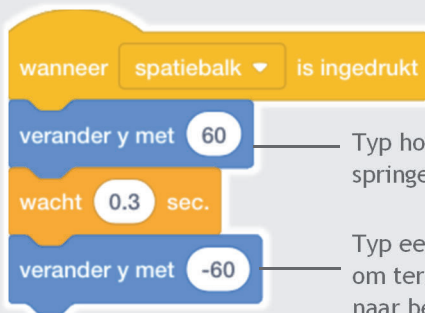 wanneer spatiebalk is ingedrukt
verander y met 60
Typ ho
springe
wacht 0.3 sec.
Typ ee
verander y met -60
om ter
naar be